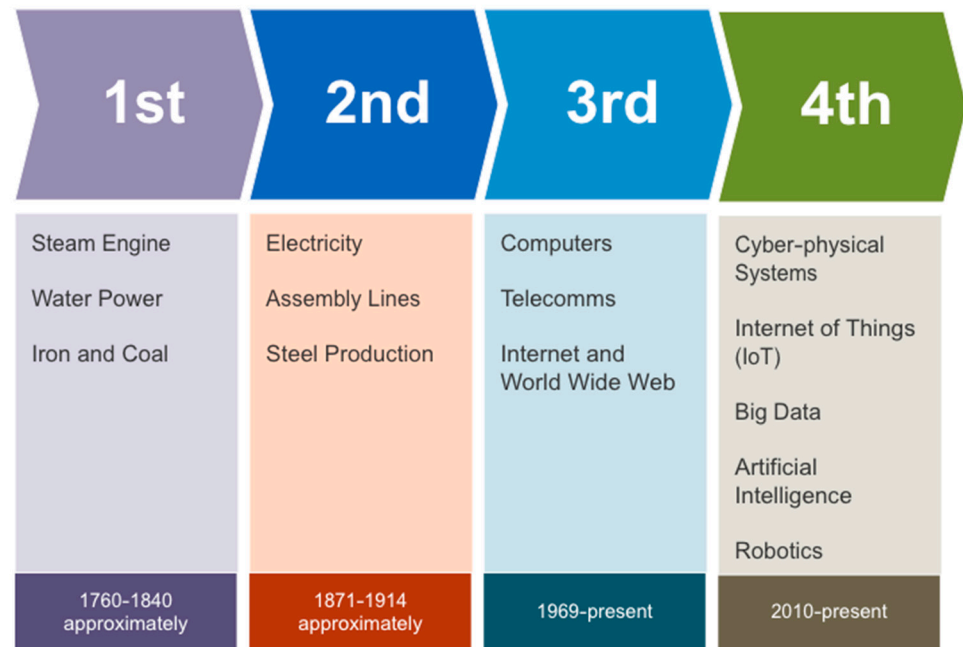 1st
2nd
3rd
4th
Steam Engine
Water Power
Iron and Coal
1760-1840
approximately
Electricity
Assembly Lines
Steel Production
1871-1914
approximately
Computers
Telecomms
Internet and
World Wide Web
1969-present
Cyber-physical
Systems
Internet of Things
(IoT)
Big Data
Artificial
Intelligence
Robotics
2010-present